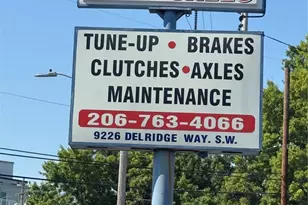 TUNE-UP • BRAKES
CLUTCHES • AXLES
MAINTENANCE
206-763-4066
9226 DELRIDGE WAY. S.W.